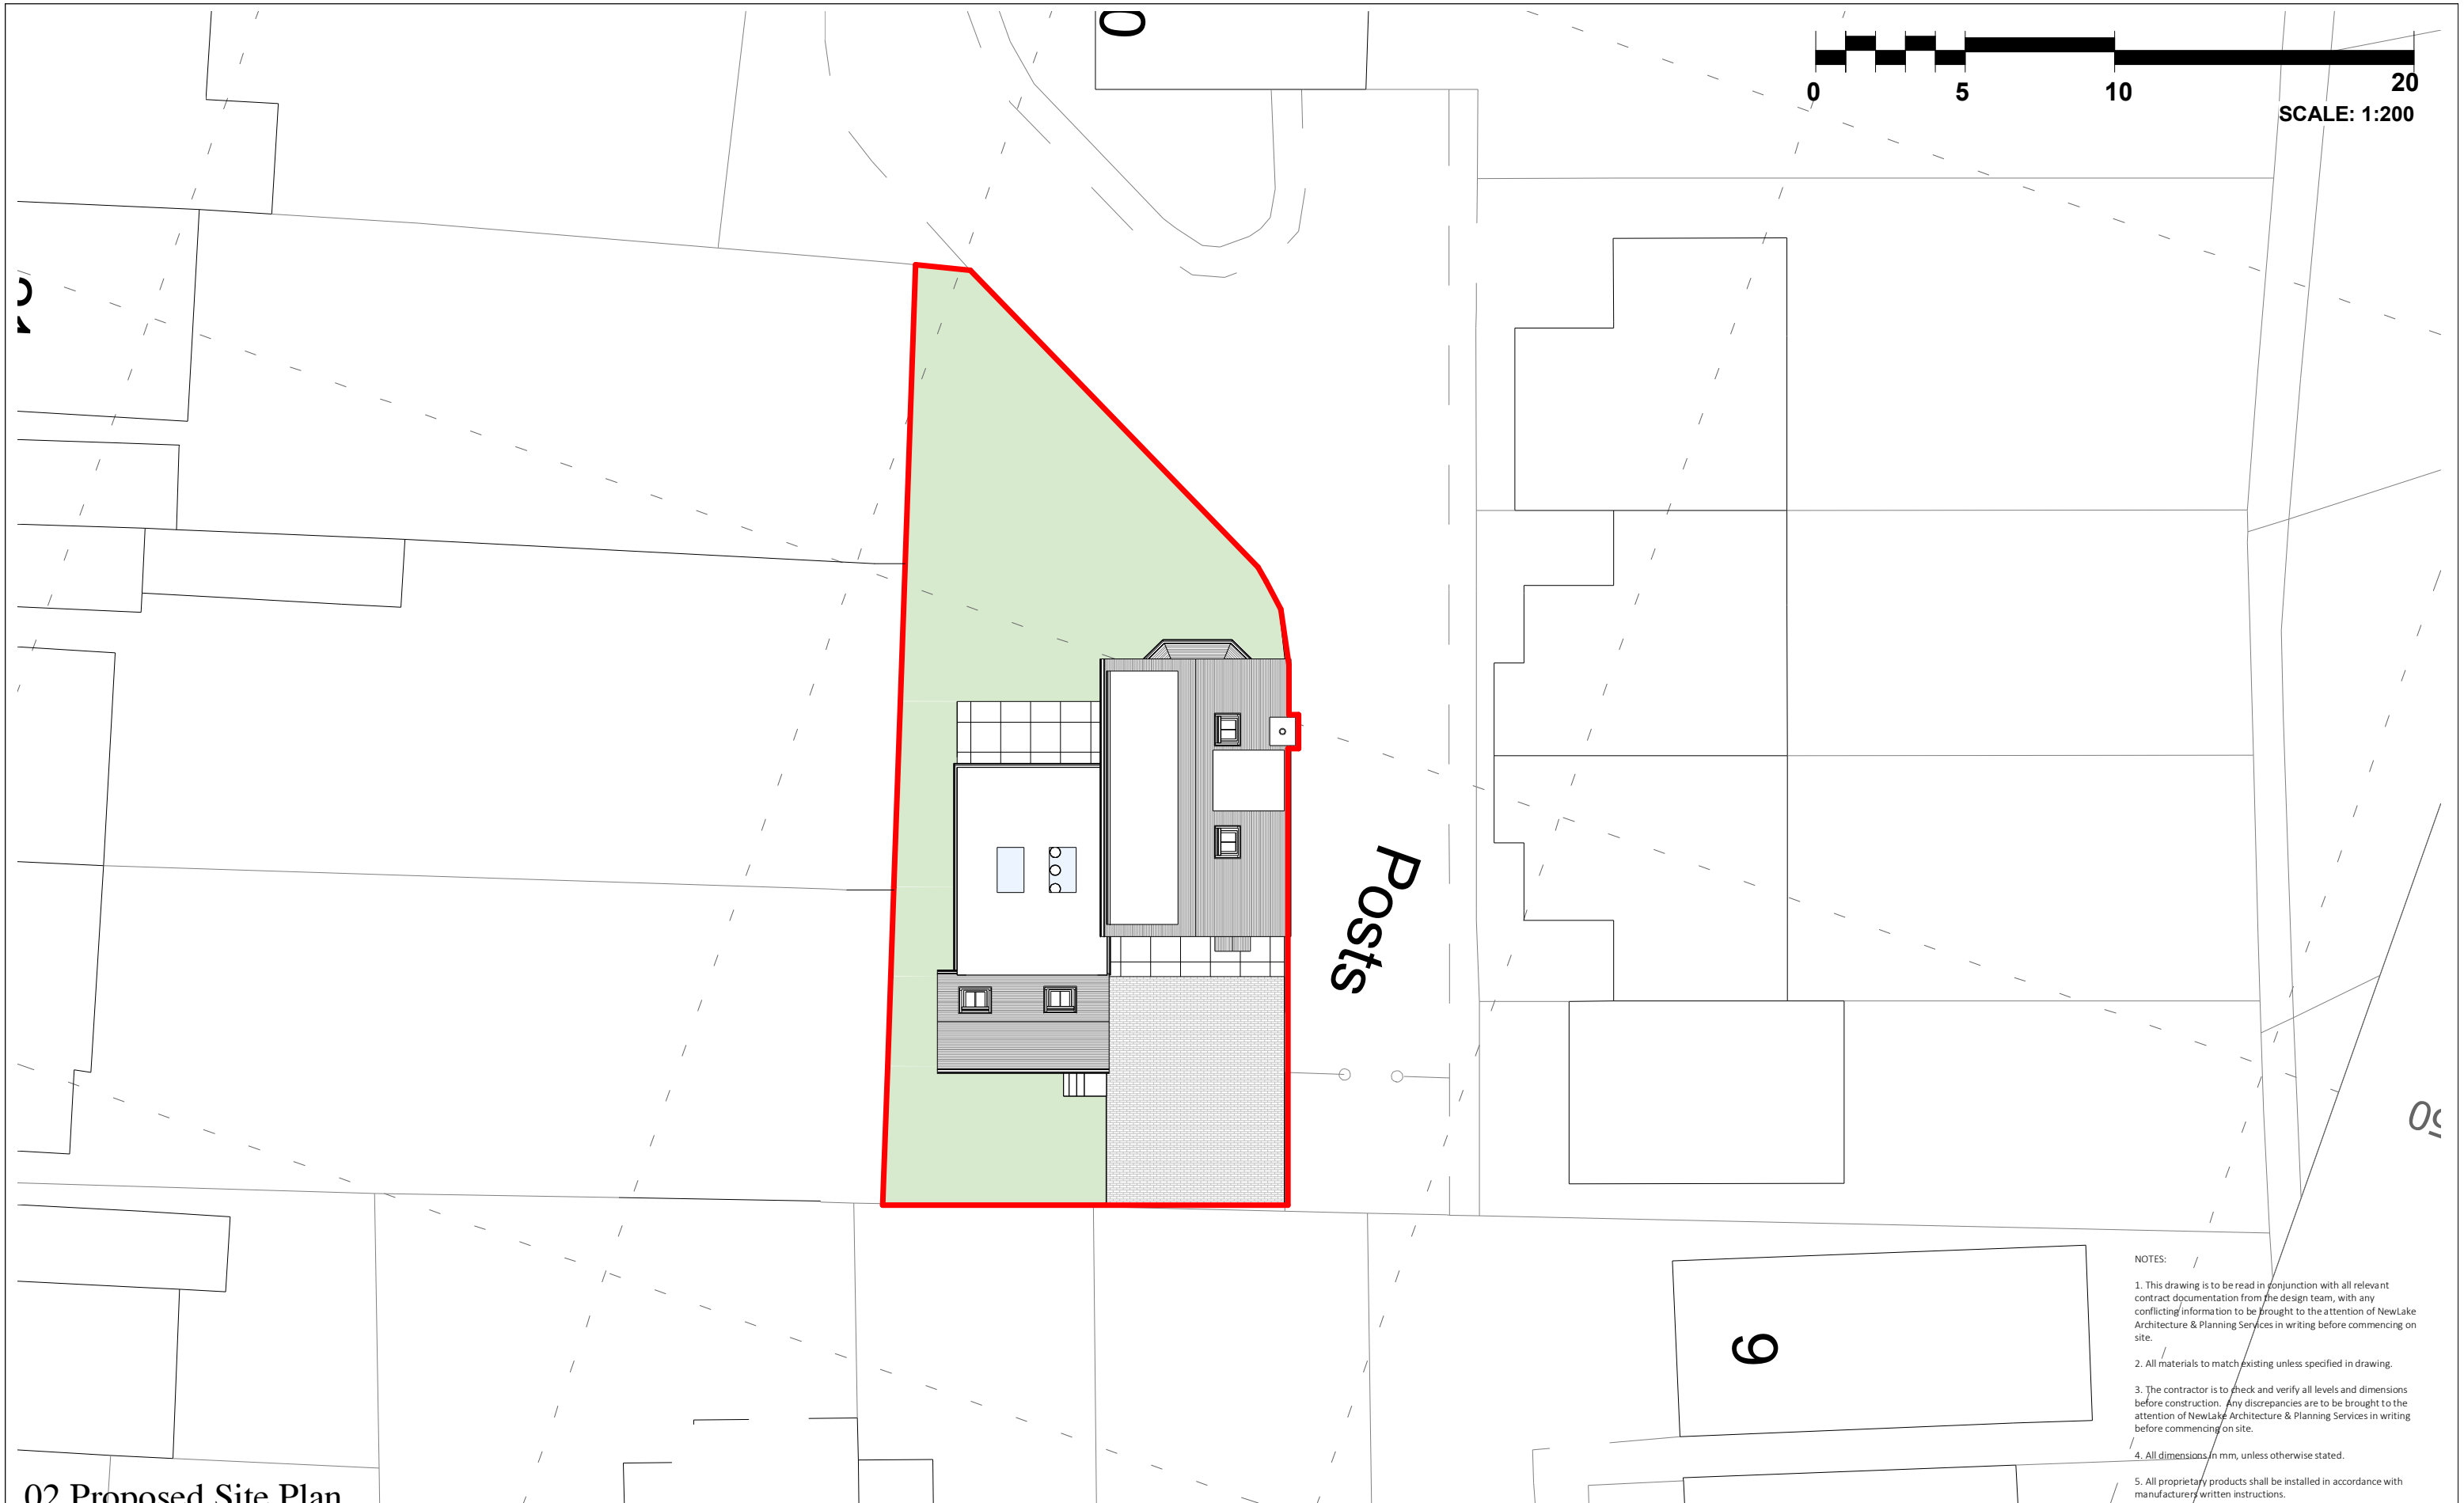 0 5 10 20
SCALE: 1:200
Posts
9
NOTES:
1. This drawing is to be read in conjunction with all relevant
contract documentation from the design team, with any
conflicting information to be brought to the attention of NewLake
Architecture & Planning Services in writing before commencing on
site.
2. All materials to match existing unless specified in drawing.
3. The contractor is to check and verify all levels and dimensions
before construction. Any discrepancies are to be brought to the
attention of NewLake Architecture & Planning Services in writing
before commencing on site.
4. All dimensions in mm, unless otherwise stated.
5. All proprietary products shall be installed in accordance with
manufacturers written instructions.
02 Proposed Site Plan